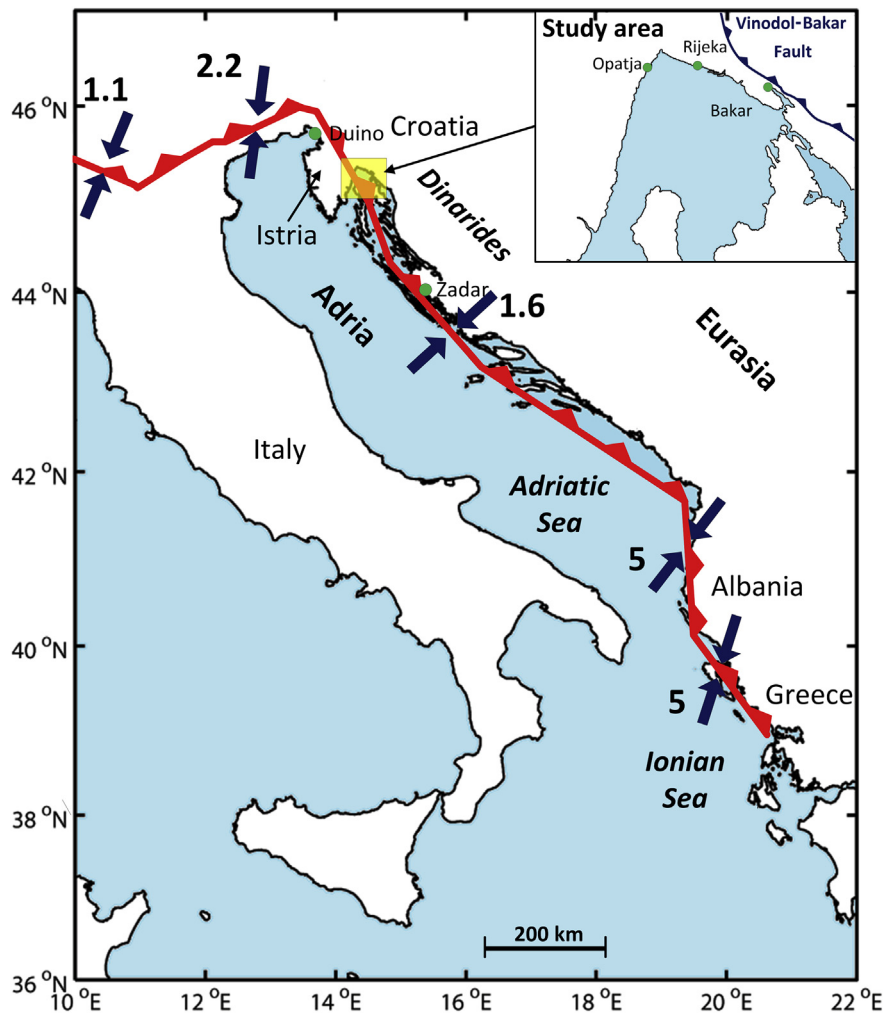 Study area
Vinodol-Bakar
Fault
Rijeka
Opatja
Bakar
2.2
1.1
46 °N
Duino
Croatia
Dinarides
Istria
44 °N
Adria
Zadar
1.6
Eurasia
Italy
42 °N
Adriatic
Sea
5
Albania
40 °N
5
Greece
Ionian
Sea
38 °N
200 km
36 °N
10 °E
12 °E
14 °E
16 °E
18 °E
20 °E
22 °E